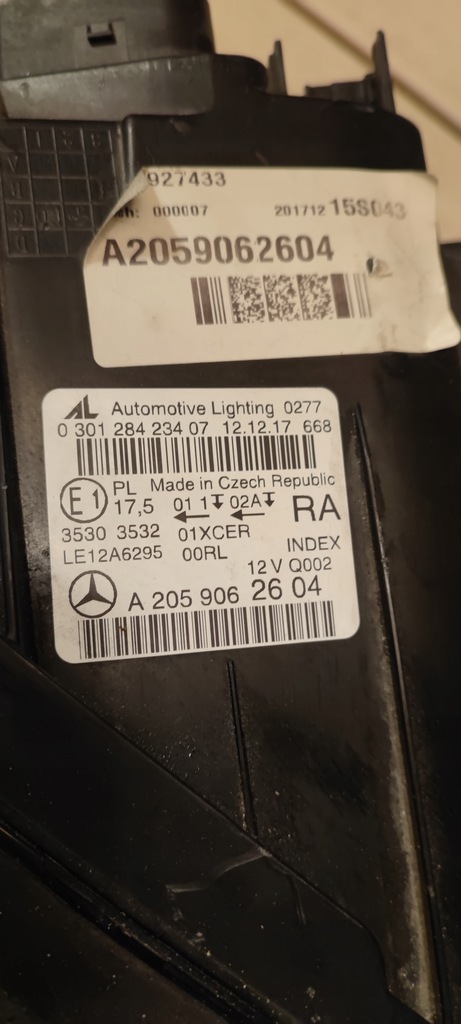 927433
000007 201712 15S043
A2059062604
AL Automotive Lighting 0277
0 301 284 234 07 12.12.17 668
E1 PL Made in Czech Republic
17,5 01 1 02A RA
3530 3532 01XCER
LE12A6295 00RL INDEX
12 V Q002
A 205 906 26 04